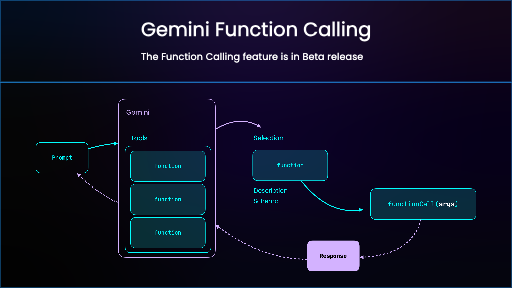 Gemini Function Calling
The Function Calling feature is in Beta release
Gemini
Tools
function
function
function
Prompt
Selection
function
Description
Schema
functionCall(args)
Response